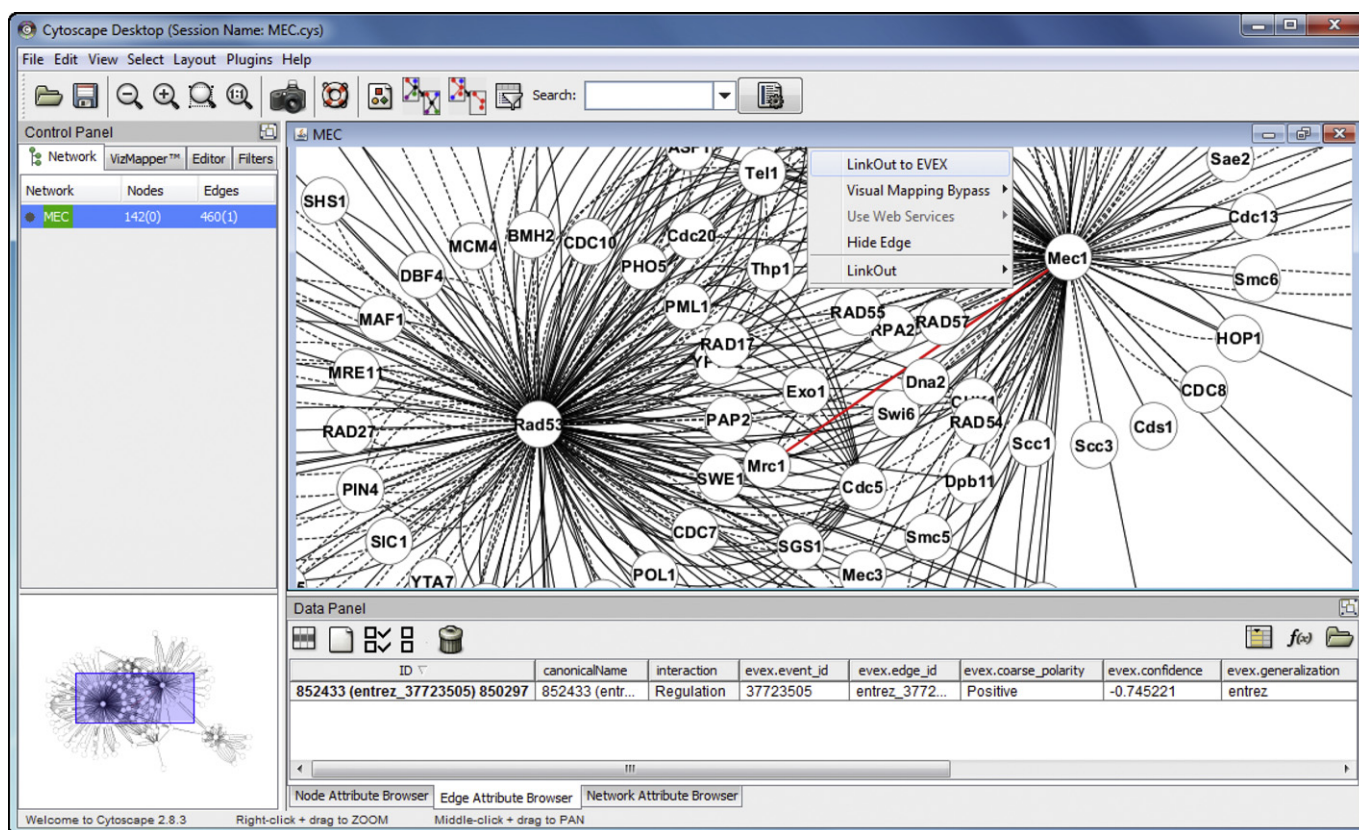 Cytoscape Desktop (Session Name: MEC.cys)
File Edit View Select Layout Plugins Help
Search:
Control Panel
Network VizMapper™ Editor Filters
Network Nodes Edges
MEC 142(0) 460(1)
MEC
LinkOut to EVEX
Visual Mapping Bypass
Use Web Services
Hide Edge
LinkOut
Tel1
Sae2
SHS1
Cdc13
MCM4
BMH2
CDC10
Cdc20
Mec1
DBF4
PHO5
Thp1
Smc6
MAF1
PML1
RAD55
RPA2
RAD57
RAD17
HOP1
MRE11
Exo1
Dna2
CDC8
Rad53
PAP2
Swi6
RAD54
Cds1
RAD27
Scc1
Scc3
Mrc1
PIN4
SWE1
Cdc5
Dpb11
SIC1
CDC7
SGS1
Smc5
YTA7
POL1
Mec3
Data Panel
f(x)
ID canonicalName interaction evex.event_id evex.edge_id evex.coarse_polarity evex.confidence evex.generalization
852433 (entrez_37723505) 850297 852433 (entr... Regulation 37723505 entrez_3772... Positive -0.745221 entrez
Node Attribute Browser Edge Attribute Browser Network Attribute Browser
Welcome to Cytoscape 2.8.3 Right-click + drag to ZOOM Middle-click + drag to PAN